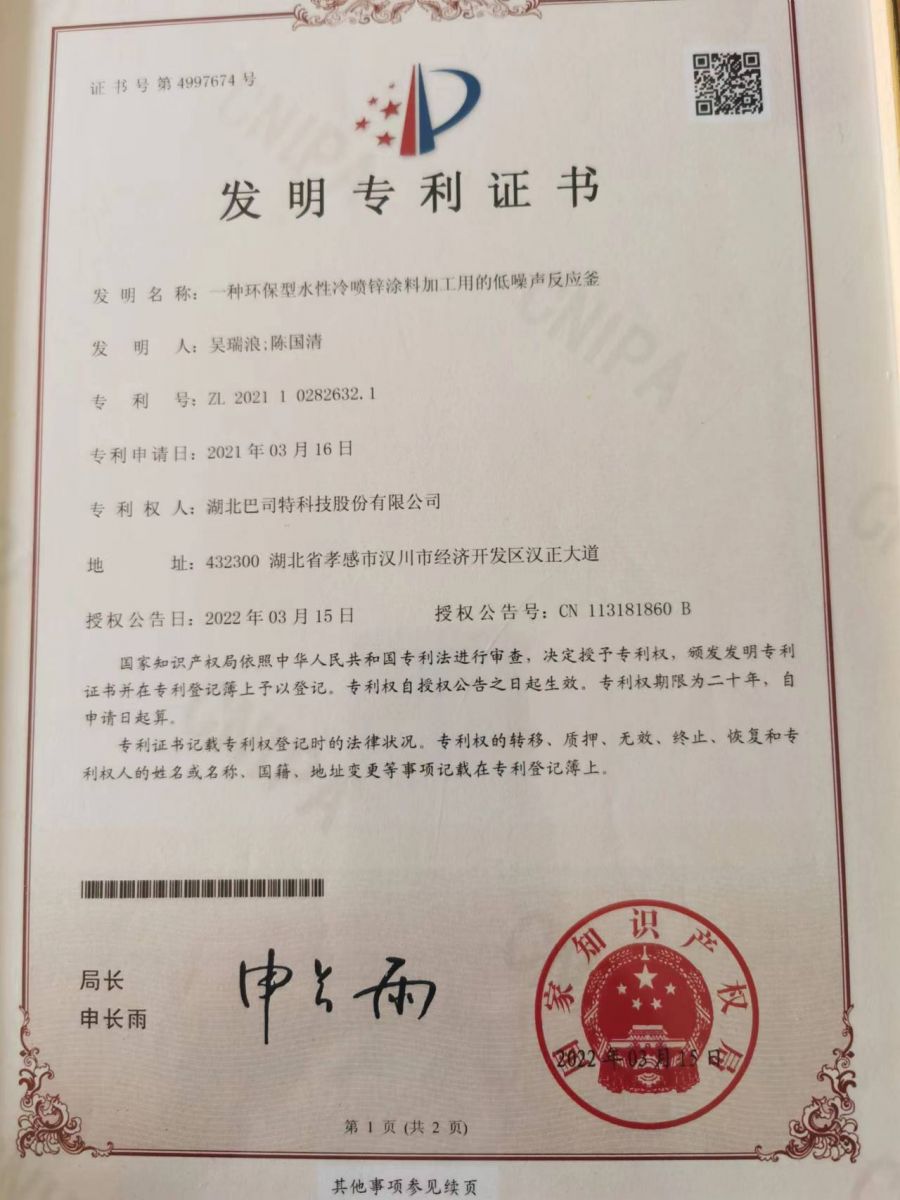 证书号第4997674号
发明专利证书
发明名称：一种环保型水性冷喷锌涂料加工用的低噪声反应釜
发明人：吴瑞浪;陈国清
专利号：ZL 2021 1 0282632.1
专利申请日：2021年03月16日
专利权人：湖北巴司特科技股份有限公司
地址：432300 湖北省孝感市汉川市经济开发区汉正大道
授权公告日：2022年03月15日 授权公告号：CN 113181860 B
国家知识产权局依照中华人民共和国专利法进行审查，决定授予专利权，颁发发明专利
证书并在专利登记簿上予以登记。专利权自授权公告之日起生效。专利权期限为二十年，自
申请日起算。
专利证书记载专利权登记时的法律状况。专利权的转移、质押、无效、终止、恢复和专
利权人的姓名或名称、国籍、地址变更等事项记载在专利登记簿上。
局长
申长雨
申长雨
国家知识产权局
2022年03月15日
第 1 页 (共 2 页)
其他事项参见续页
CNIPA
CNIPA
CNIPA